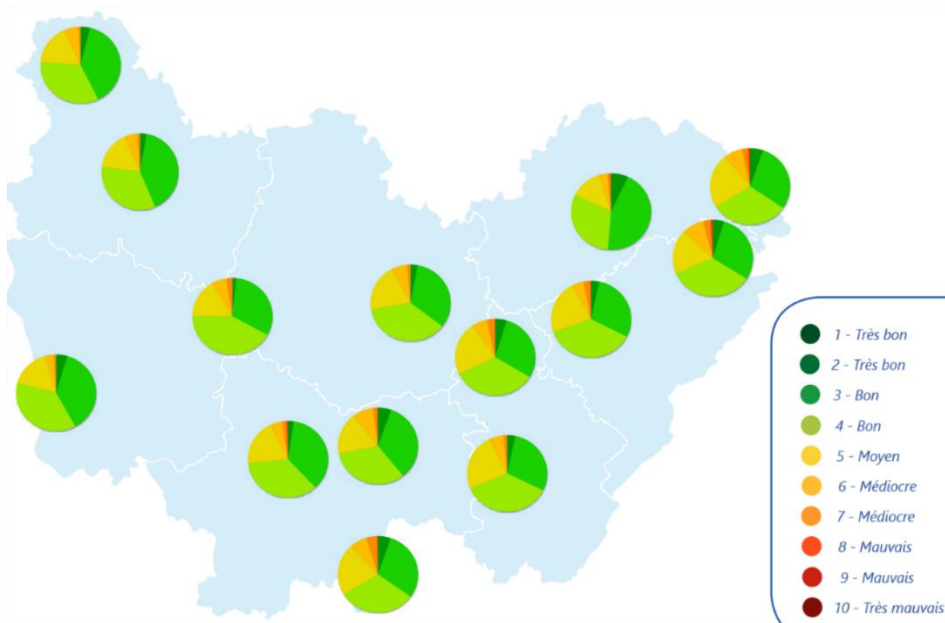 1 - Très bon
2 - Très bon
3 - Bon
4 - Bon
5 - Moyen
6 - Médiocre
7 - Médiocre
8 - Mauvais
9 - Mauvais
10 - Très mauvais